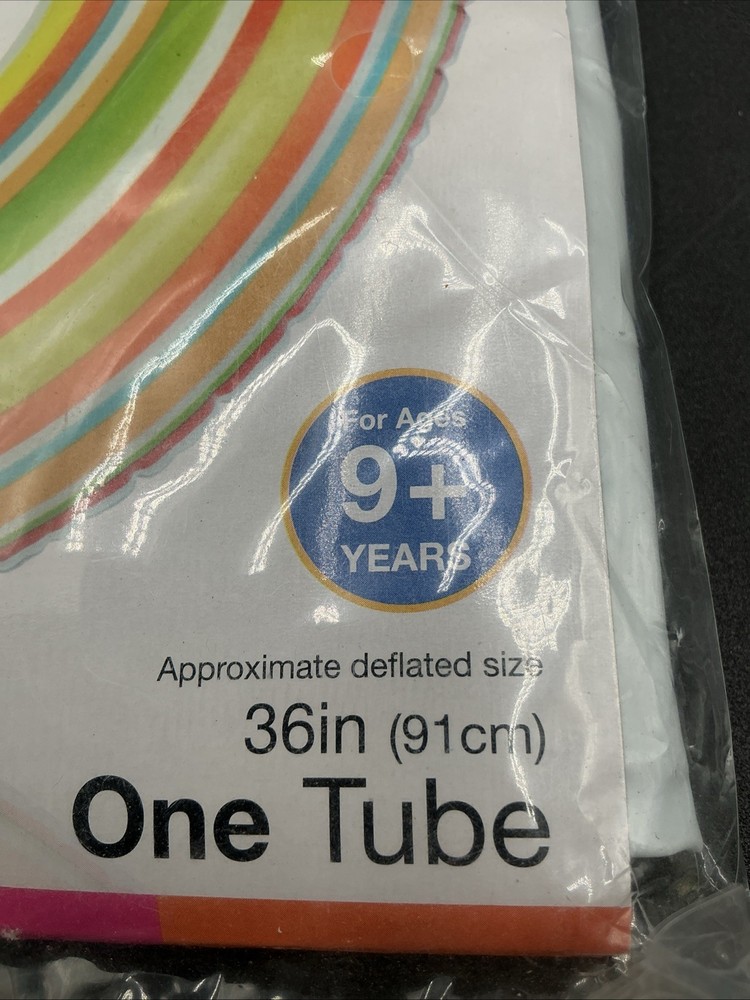 For Ages
9+
YEARS
Approximate deflated size
36in (91cm)
One Tube